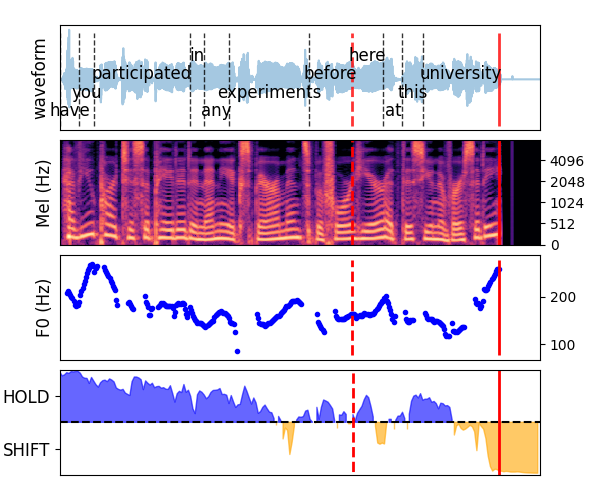 waveform
have you participated in any experiments before here at this university
Mel (Hz)
4096
2048
1024
512
0
F0 (Hz)
200
100
HOLD
SHIFT